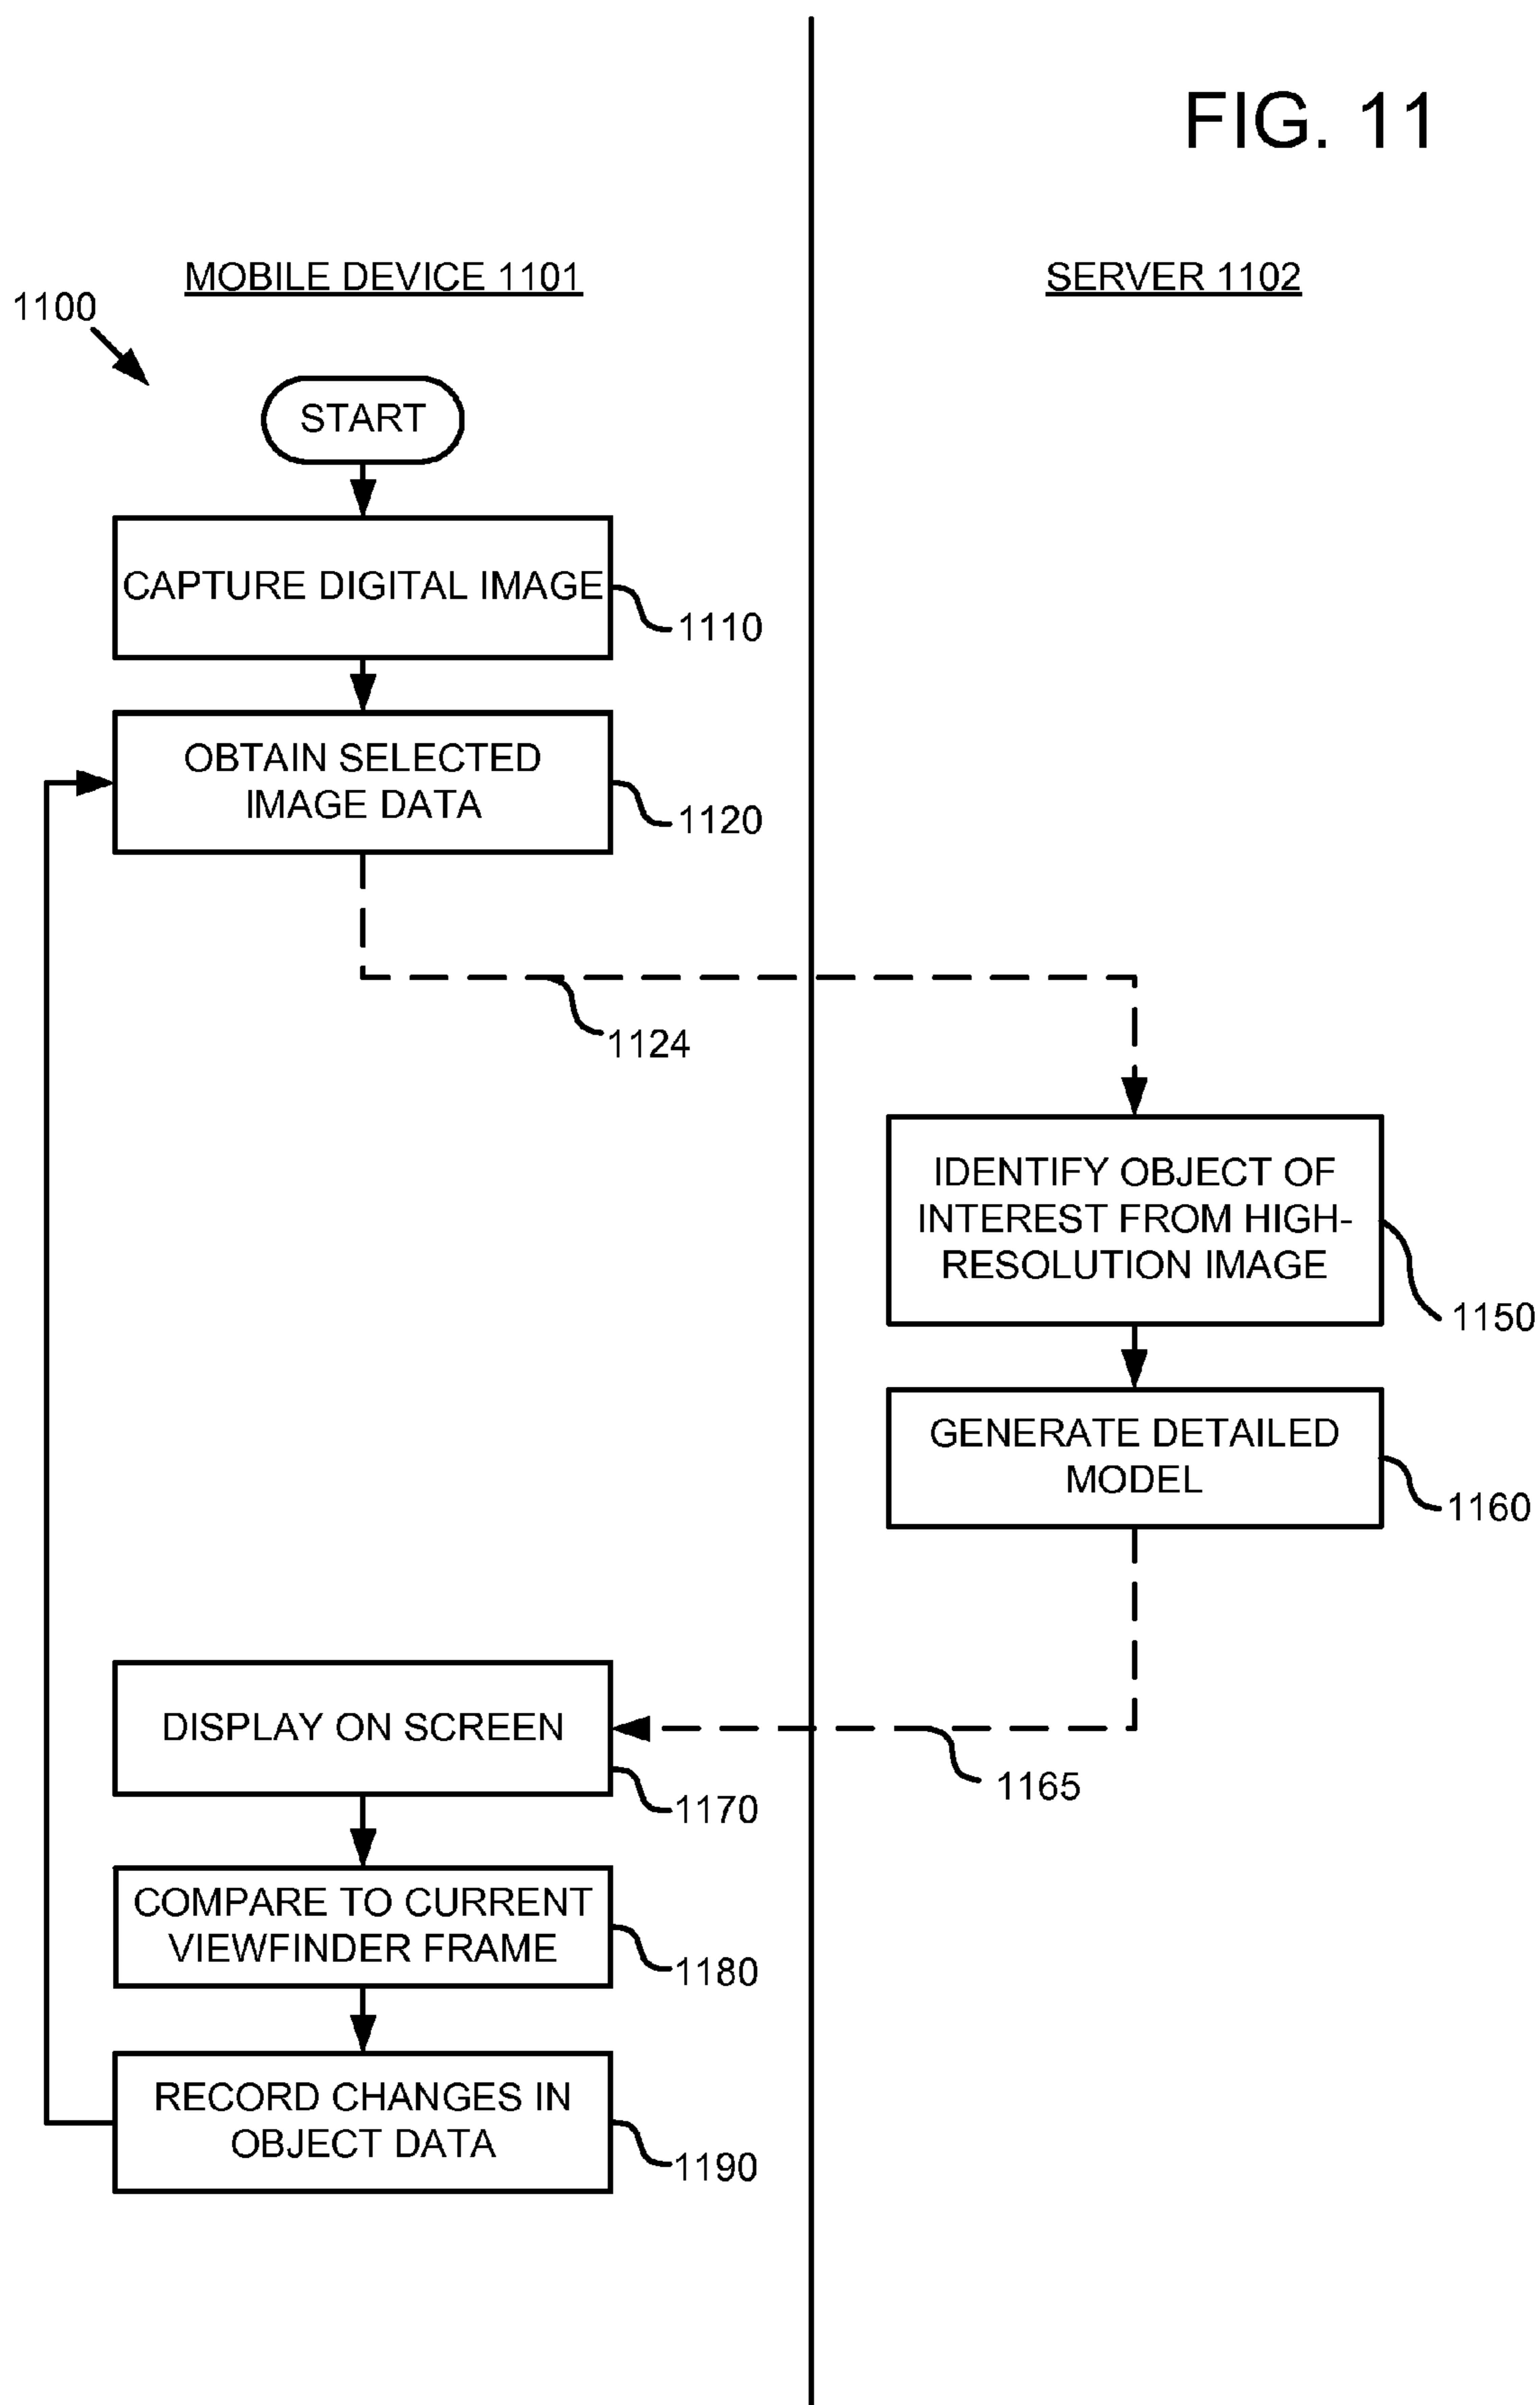 FIG. 11
MOBILE DEVICE 1101
SERVER 1102
1100
START
CAPTURE DIGITAL IMAGE
1110
OBTAIN SELECTED
IMAGE DATA
1120
1124
IDENTIFY OBJECT OF
INTEREST FROM HIGH-
RESOLUTION IMAGE
1150
GENERATE DETAILED
MODEL
1160
DISPLAY ON SCREEN
1165
1170
COMPARE TO CURRENT
VIEWFINDER FRAME
1180
RECORD CHANGES IN
OBJECT DATA
1190